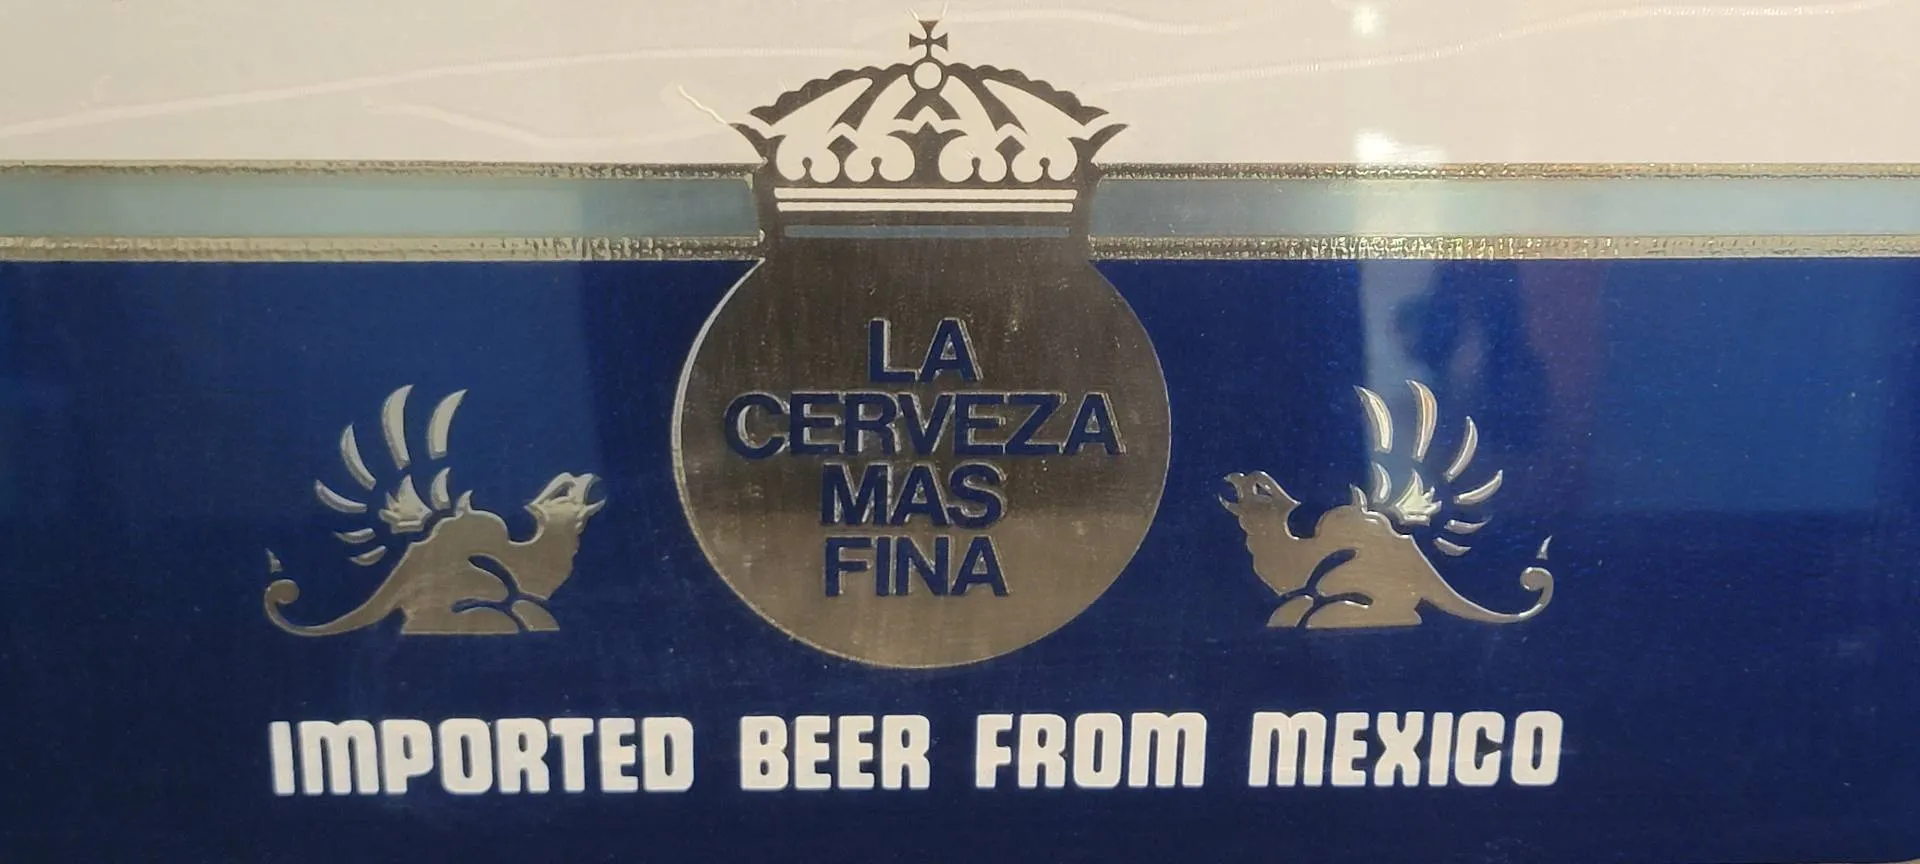 LA
CERVEZA
MAS
FINA
IMPORTED BEER FROM MEXICO